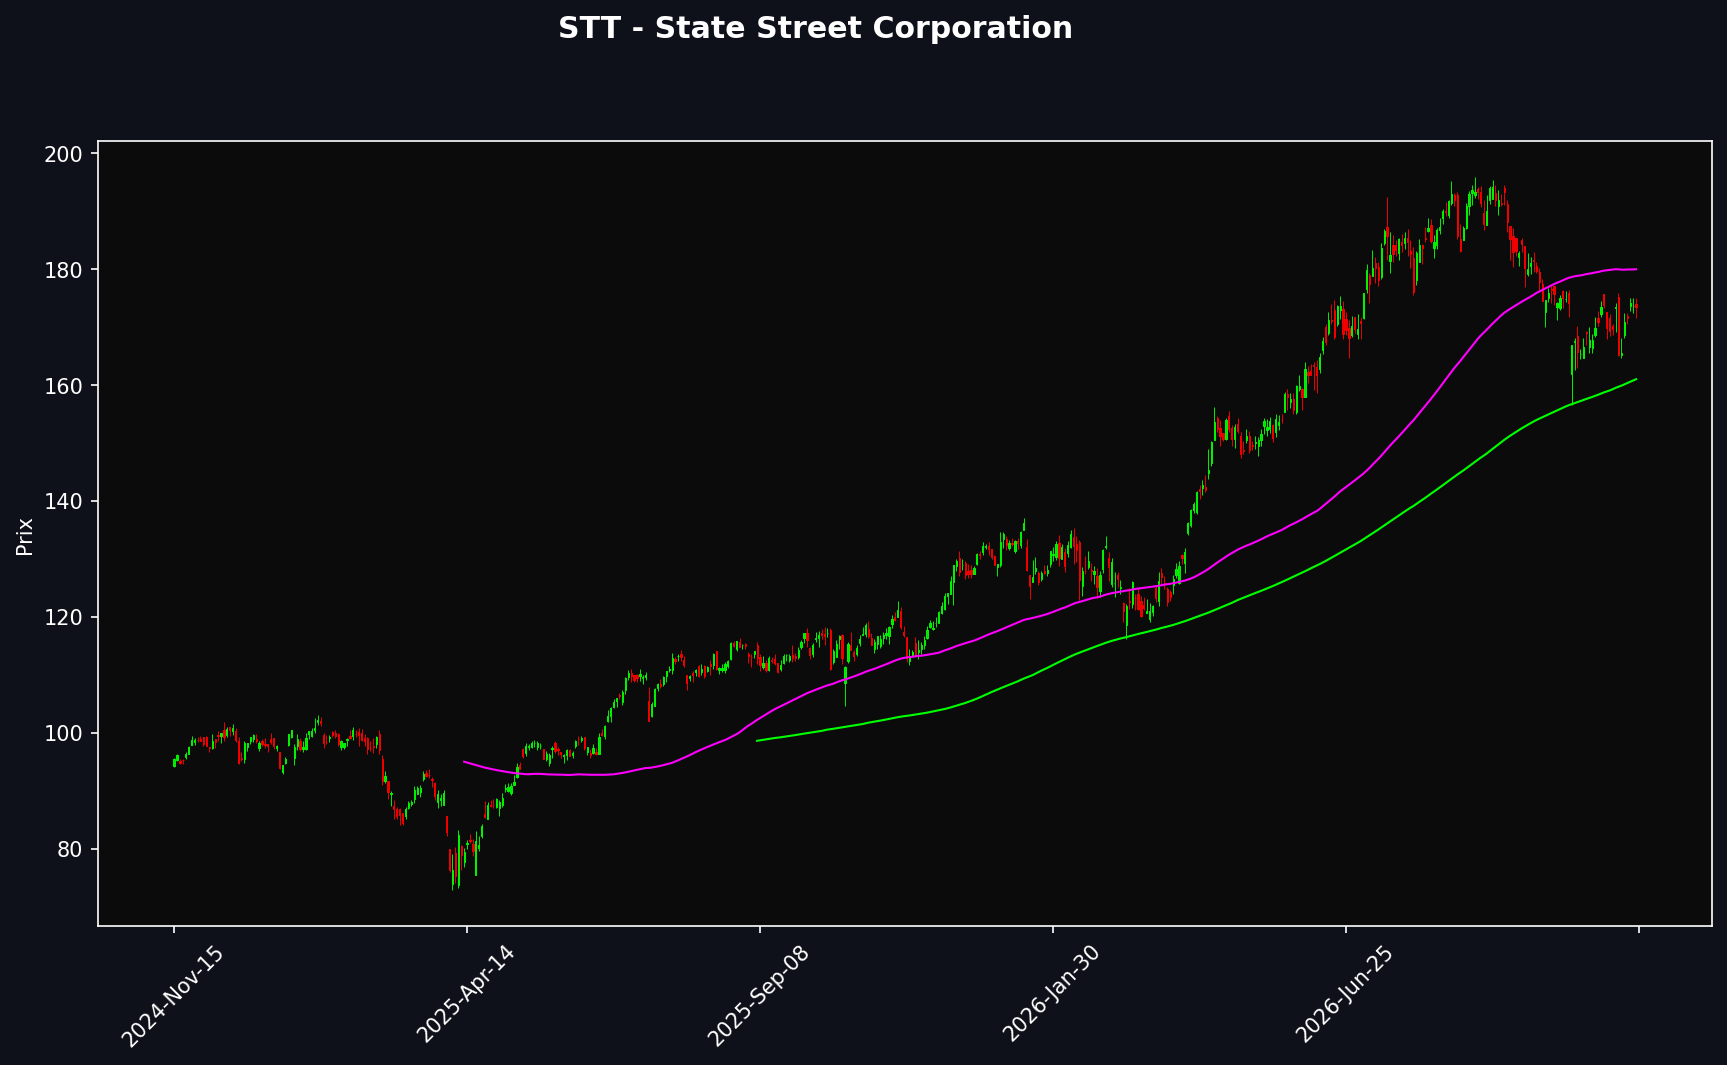 STT - State Street Corporation
Prix
200
180
160
140
120
100
80
2024-Nov-15
2025-Apr-14
2025-Sep-08
2026-Jan-30
2026-Jun-25